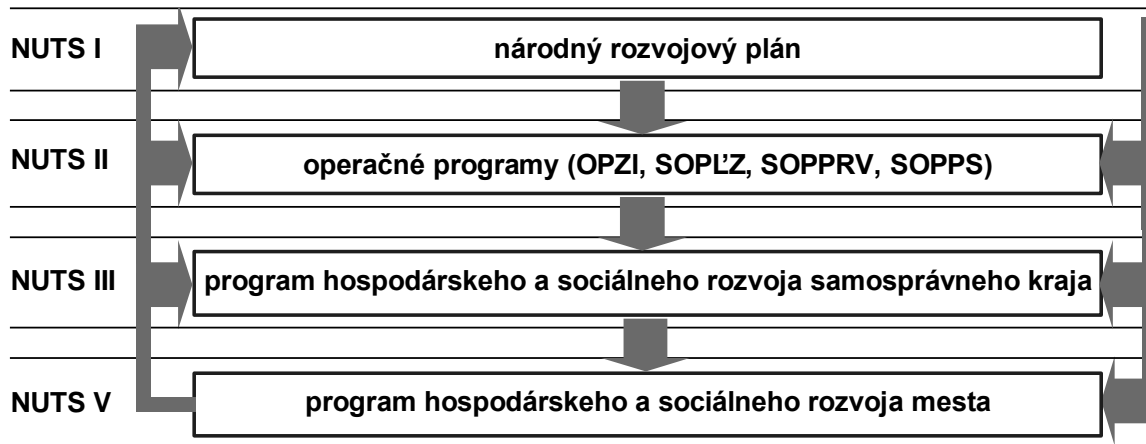 NUTS I
národný rozvojový plán
NUTS II
operačné programy (OPZI, SOPĽZ, SOPPRV, SOPPS)
NUTS III
program hospodárskeho a sociálneho rozvoja samosprávneho kraja
NUTS V
program hospodárskeho a sociálneho rozvoja mesta